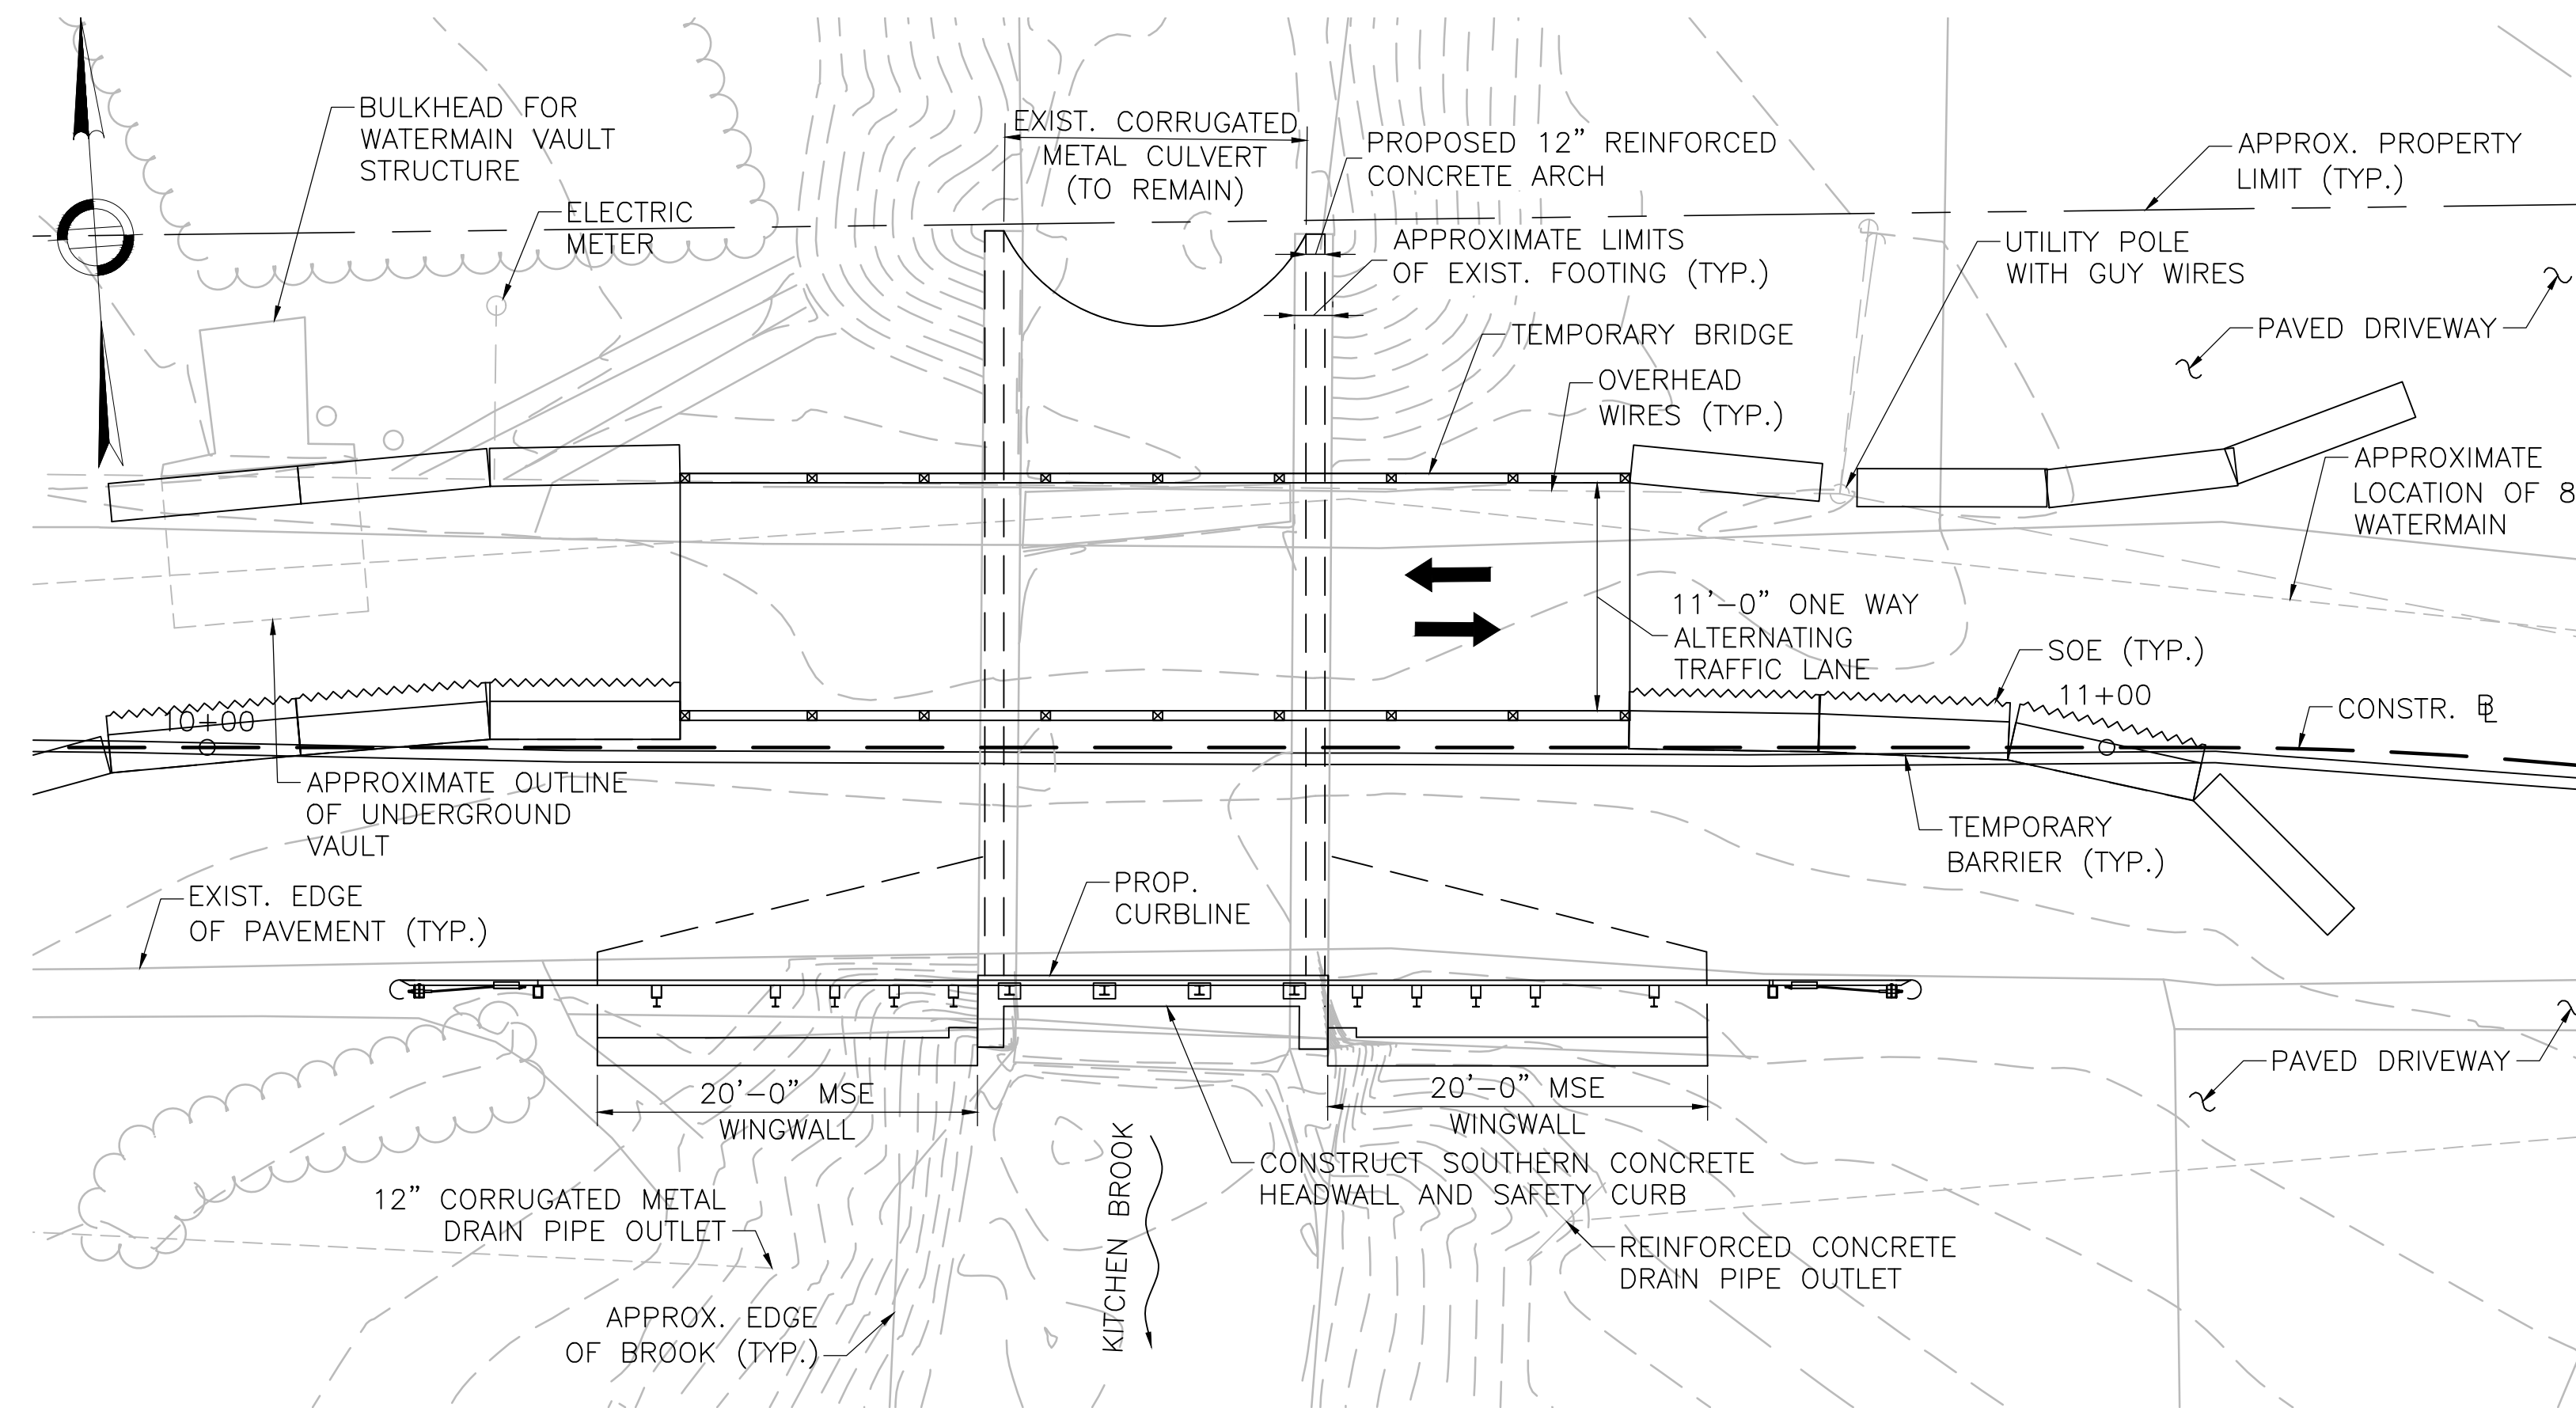 BULKHEAD FOR
WATERMAIN VAULT
STRUCTURE
ELECTRIC
METER
EXIST. CORRUGATED
METAL CULVERT
(TO REMAIN)
PROPOSED 12" REINFORCED
CONCRETE ARCH
APPROXIMATE LIMITS
OF EXIST. FOOTING (TYP.)
TEMPORARY BRIDGE
OVERHEAD
WIRES (TYP.)
APPROX. PROPERTY
LIMIT (TYP.)
UTILITY POLE
WITH GUY WIRES
PAVED DRIVEWAY
APPROXIMATE
LOCATION OF 8
WATERMAIN
11'-0" ONE WAY
ALTERNATING
TRAFFIC LANE
SOE (TYP.)
11+00
CONSTR. ℄
10+00
APPROXIMATE OUTLINE
OF UNDERGROUND
VAULT
TEMPORARY
BARRIER (TYP.)
EXIST. EDGE
OF PAVEMENT (TYP.)
PROP.
CURBLINE
PAVED DRIVEWAY
20'-0" MSE
WINGWALL
20'-0" MSE
WINGWALL
KITCHEN BROOK
CONSTRUCT SOUTHERN CONCRETE
HEADWALL AND SAFETY CURB
12" CORRUGATED METAL
DRAIN PIPE OUTLET
REINFORCED CONCRETE
DRAIN PIPE OUTLET
APPROX. EDGE
OF BROOK (TYP.)